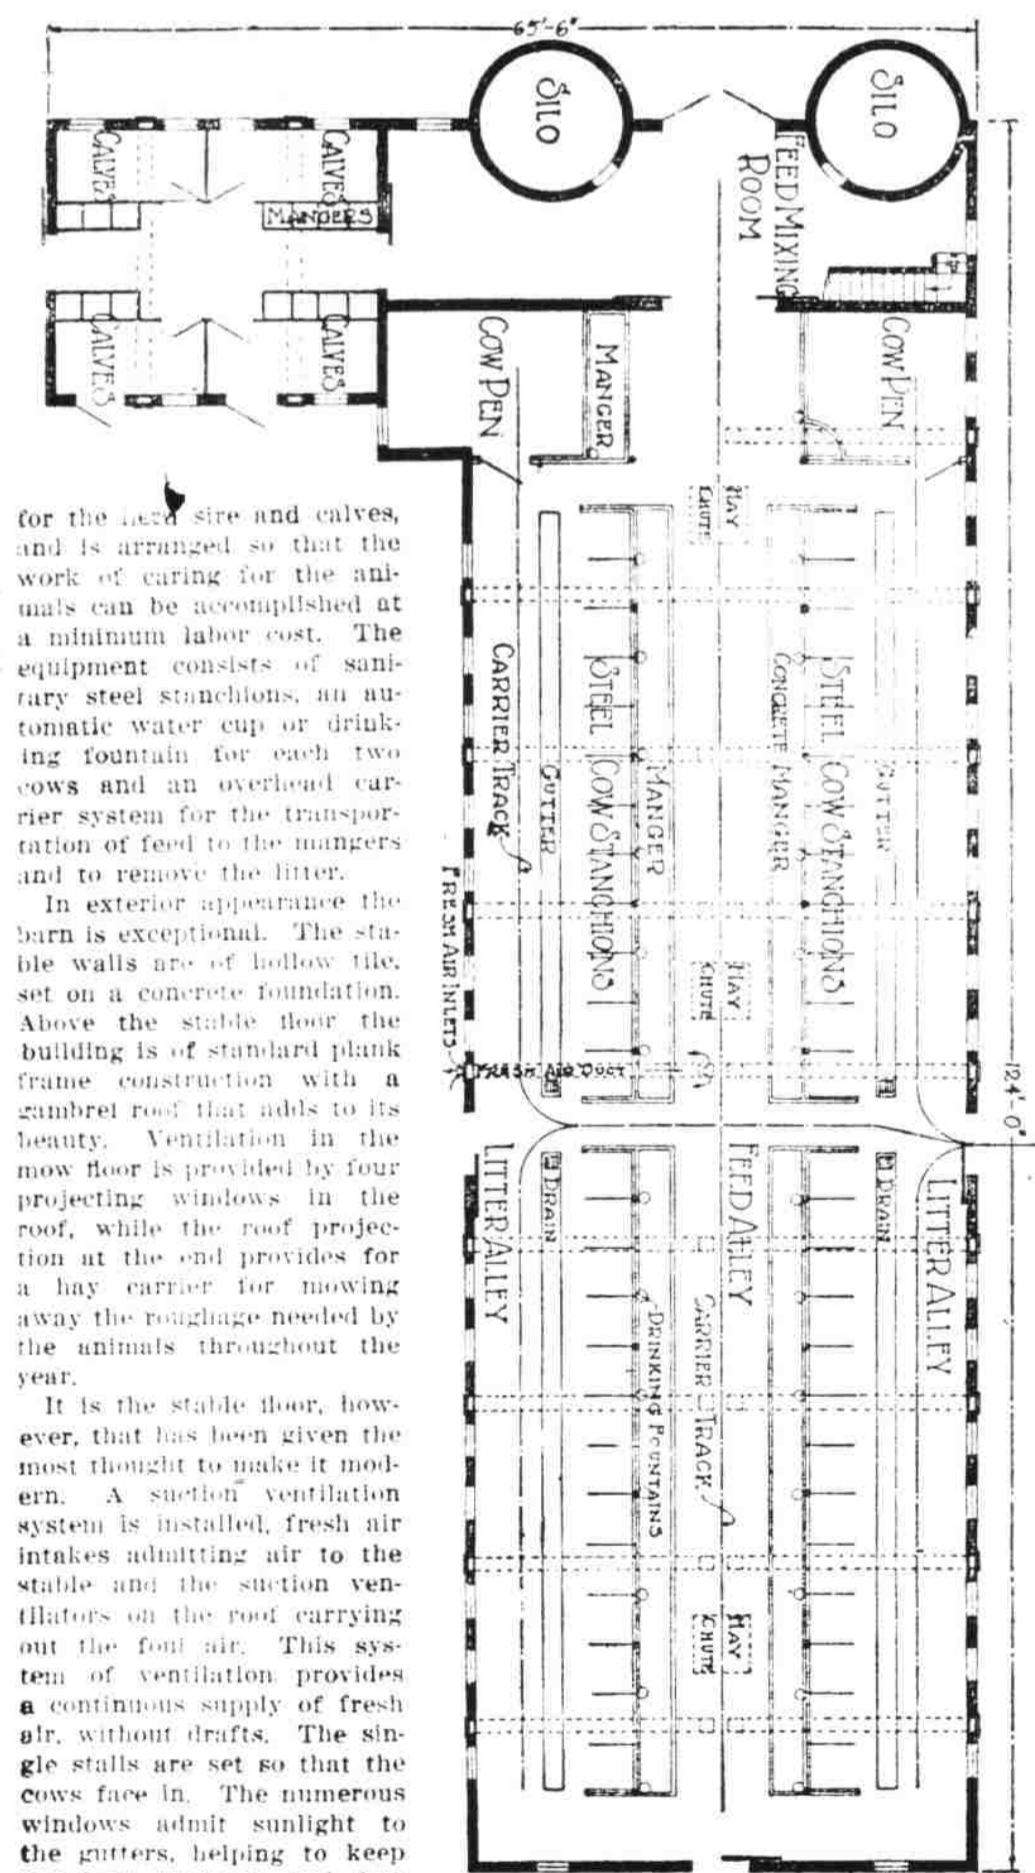 65'-6"
SILO
SILO
CALVES
CALVES
MANGERS
FEED MIXING
ROOM
CALVES
CALVES
COW PEN
MANGER
COW PEN
HAY
CHUTE
CARRIER TRACK
GUTTER
STEEL COW STANCHIONS
MANGER
CONCRETE MANGER
STEEL COW STANCHIONS
GUTTER
FRESH AIR INLETS
HAY
CHUTE
FRESH AIR DUCT
124'-0"
LITTER ALLEY
DRAIN
FEED ALLEY
DRAIN
LITTER ALLEY
DRINKING FOUNTAINS
CARRIER-TRACK
HAY
CHUTE
for the herd sire and calves,
and is arranged so that the
work of caring for the ani-
mals can be accomplished at
a minimum labor cost. The
equipment consists of sani-
tary steel stanchions, an au-
tomatic water cup or drink-
ing fountain for each two
cows and an overhead car-
rier system for the transpor-
tation of feed to the mangers
and to remove the litter.
In exterior appearance the
barn is exceptional. The sta-
ble walls are of hollow tile,
set on a concrete foundation.
Above the stable floor the
building is of standard plank
frame construction with a
gambrel roof that adds to its
beauty. Ventilation in the
mow floor is provided by four
projecting windows in the
roof, while the roof projec-
tion at the end provides for
a hay carrier for mowing
away the roughage needed by
the animals throughout the
year.
It is the stable floor, how-
ever, that has been given the
most thought to make it mod-
ern. A suction ventilation
system is installed, fresh air
intakes admitting air to the
stable and the suction ven-
tilators on the roof carrying
out the foul air. This sys-
tem of ventilation provides
a continuous supply of fresh
air, without drafts. The sin-
gle stalls are set so that the
cows face in. The numerous
windows admit sunlight to
the gutters, helping to keep